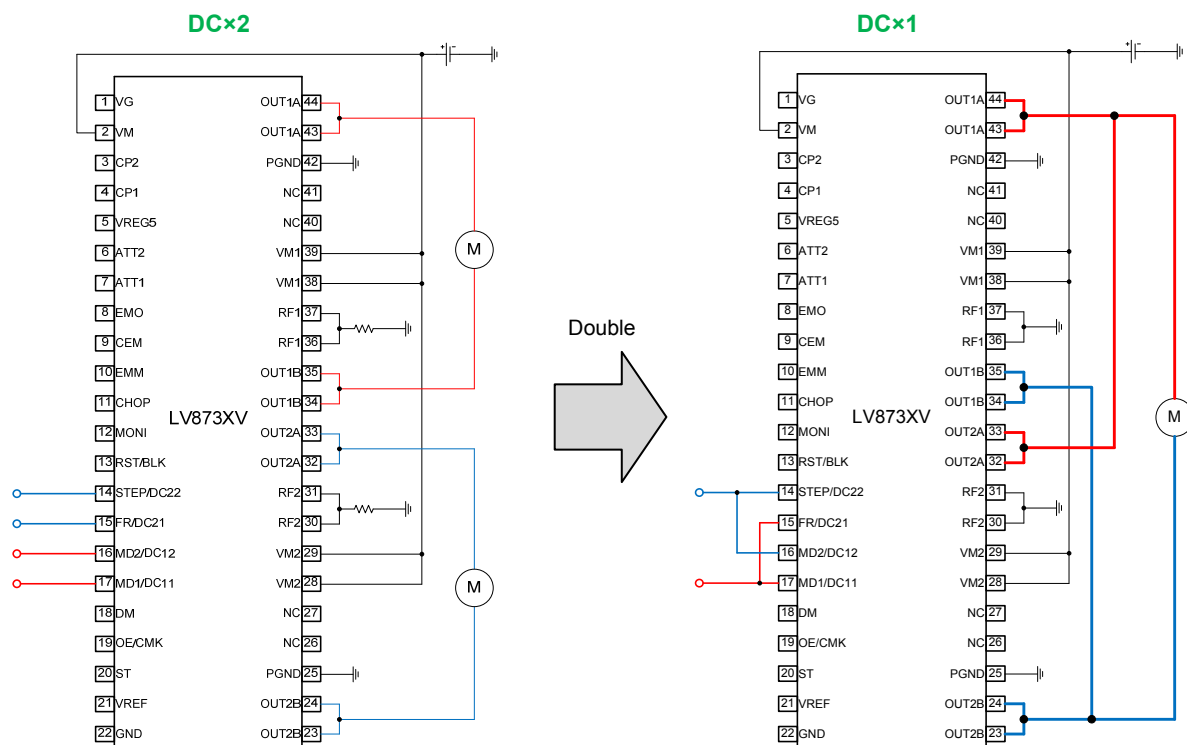 DC×2
+ -
1 VG
2 VM
3 CP2
4 CP1
5 VREG5
6 ATT2
7 ATT1
8 EMO
9 CEM
10 EMM
11 CHOP
12 MONI
13 RST/BLK
14 STEP/DC22
15 FR/DC21
16 MD2/DC12
17 MD1/DC11
18 DM
19 OE/CMK
20 ST
21 VREF
22 GND
LV873XV
OUT1A 44
OUT1A 43
PGND 42
NC 41
NC 40
VM1 39
VM1 38
RF1 37
RF1 36
OUT1B 35
OUT1B 34
OUT2A 33
OUT2A 32
RF2 31
RF2 30
VM2 29
VM2 28
NC 27
NC 26
PGND 25
OUT2B 24
OUT2B 23
M
M
Double
DC×1
+ -
1 VG
2 VM
3 CP2
4 CP1
5 VREG5
6 ATT2
7 ATT1
8 EMO
9 CEM
10 EMM
11 CHOP
12 MONI
13 RST/BLK
14 STEP/DC22
15 FR/DC21
16 MD2/DC12
17 MD1/DC11
18 DM
19 OE/CMK
20 ST
21 VREF
22 GND
LV873XV
OUT1A 44
OUT1A 43
PGND 42
NC 41
NC 40
VM1 39
VM1 38
RF1 37
RF1 36
OUT1B 35
OUT1B 34
OUT2A 33
OUT2A 32
RF2 31
RF2 30
VM2 29
VM2 28
NC 27
NC 26
PGND 25
OUT2B 24
OUT2B 23
M